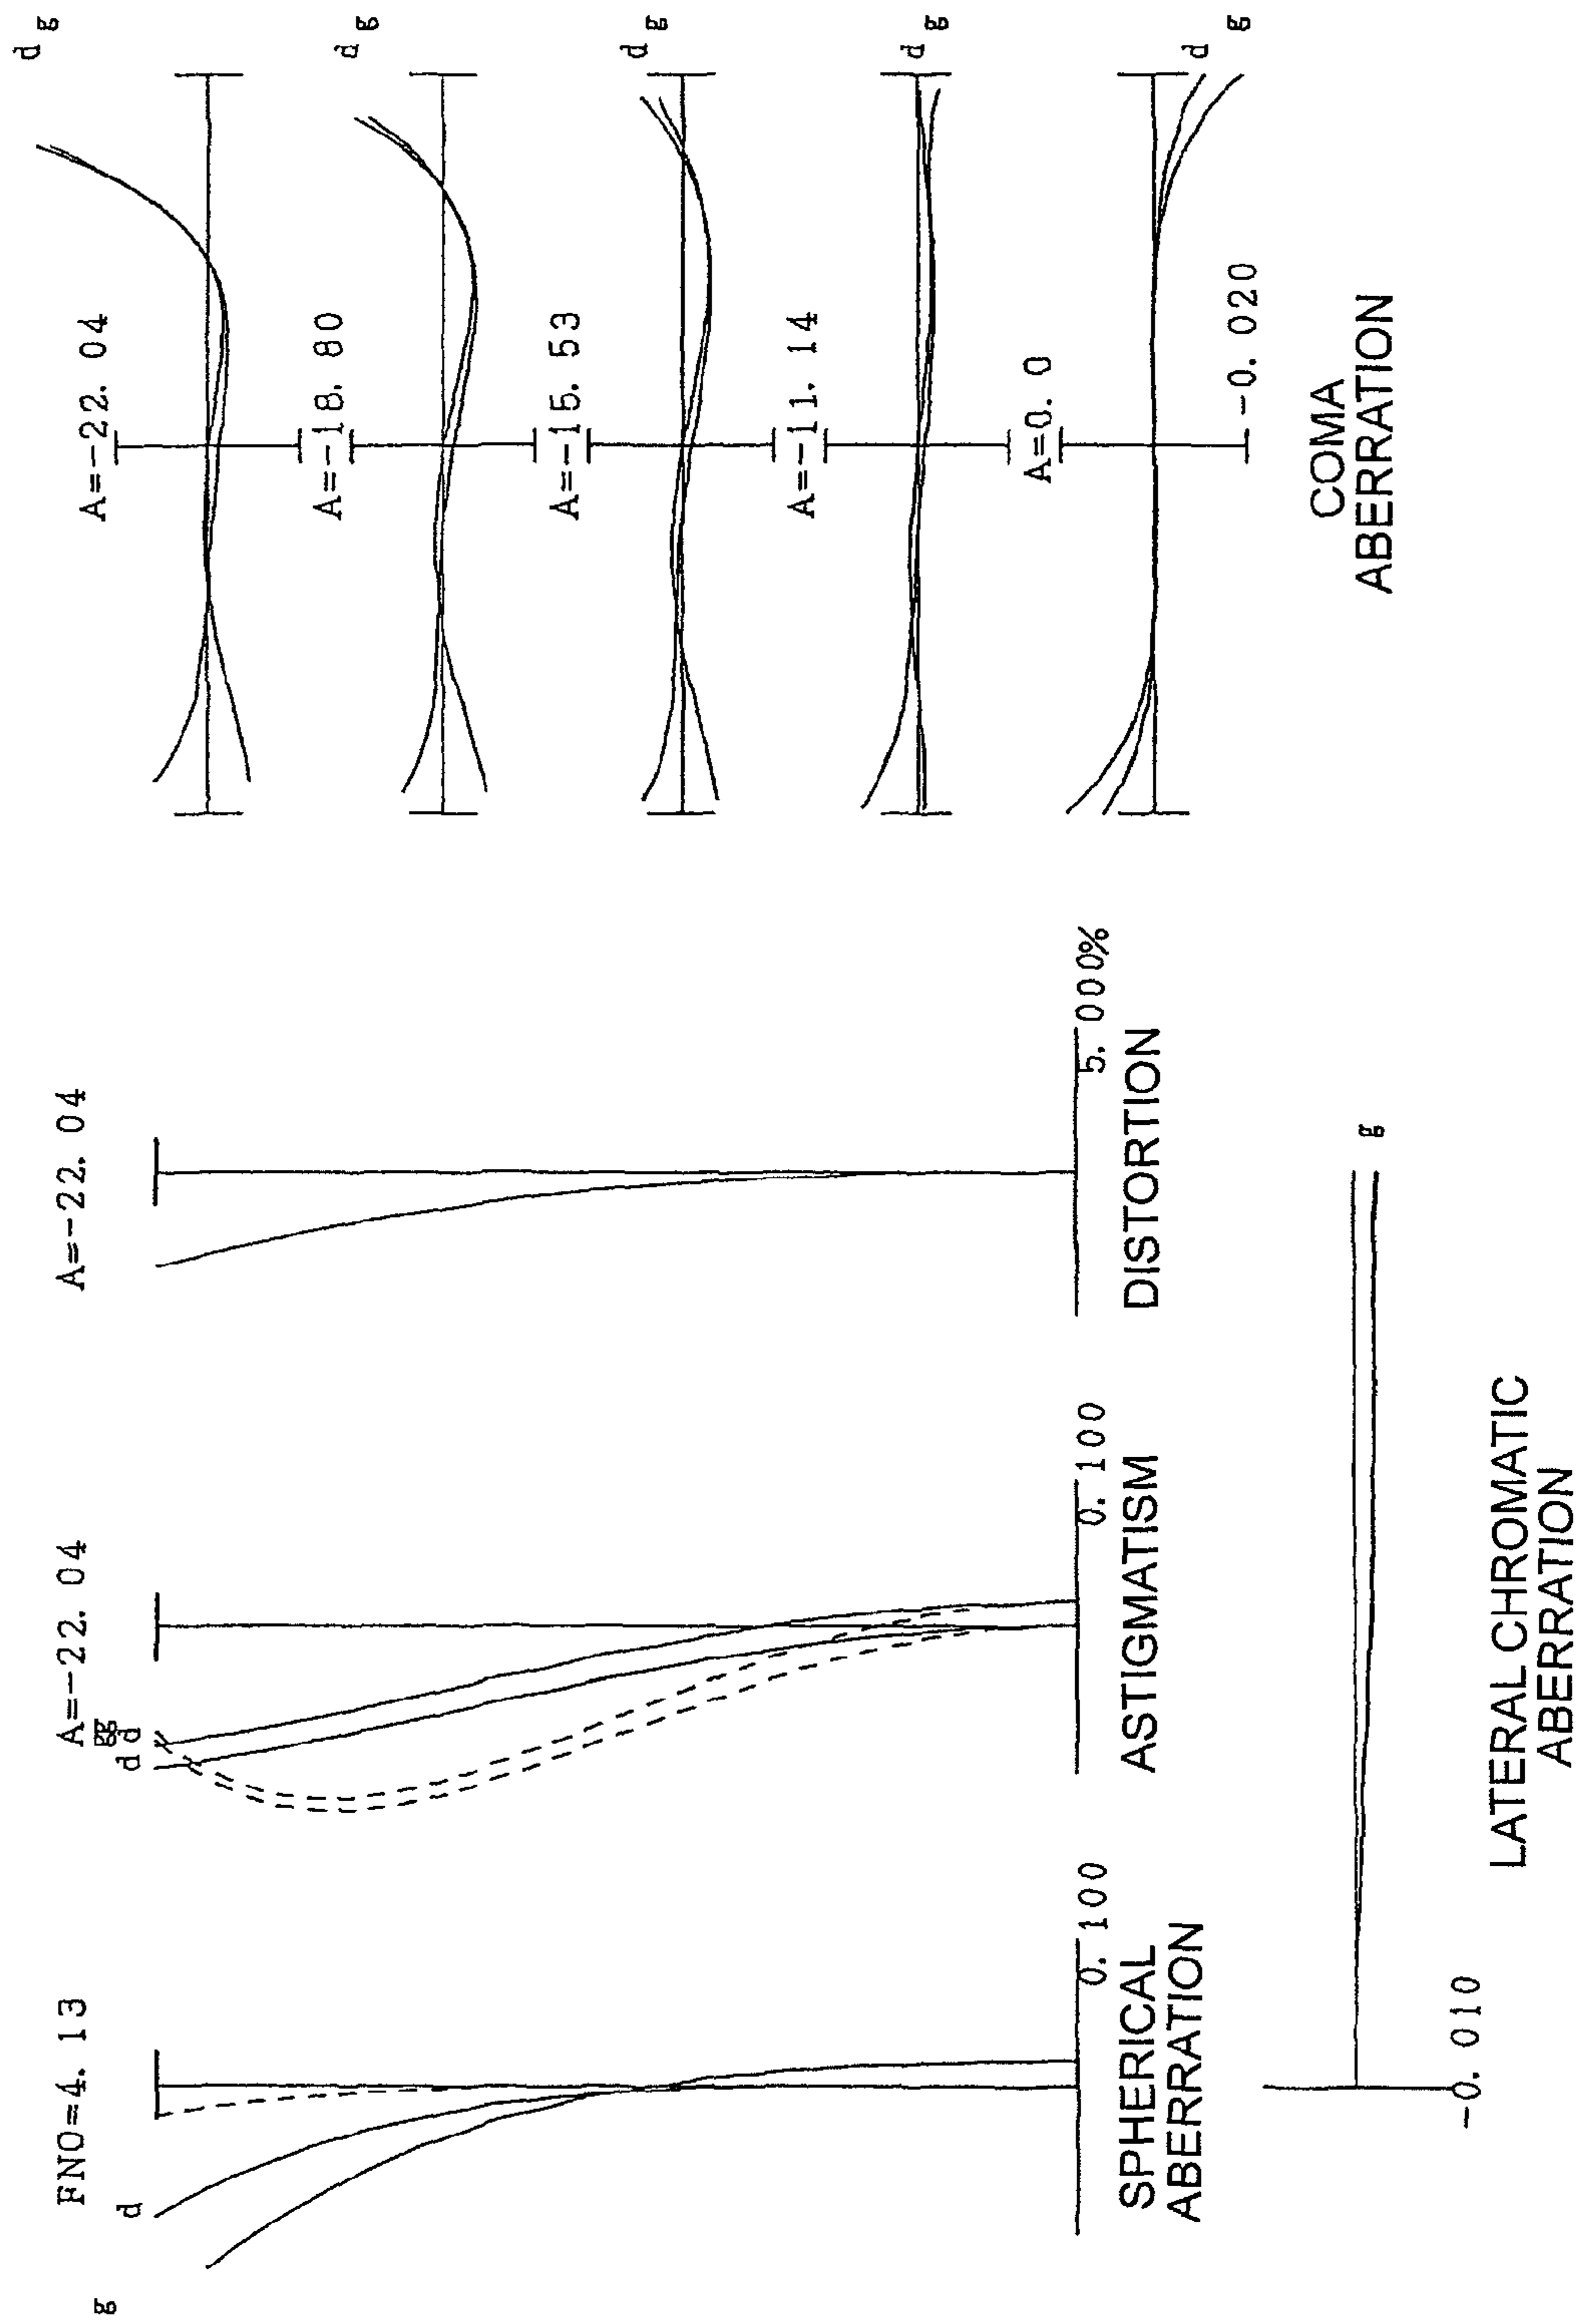 FNO=4. 13
g
d
0. 100
SPHERICAL
ABERRATION
A=-22. 04
gg
d d
0. 100
ASTIGMATISM
A=-22. 04
5. 000%
DISTORTION
A=-22. 04
d g
A=-18. 80
d g
A=-15. 53
d g
A=-11. 14
d g
A=0. 0
d g
-0. 020
COMA
ABERRATION
g
-0. 010
LATERAL CHROMATIC
ABERRATION